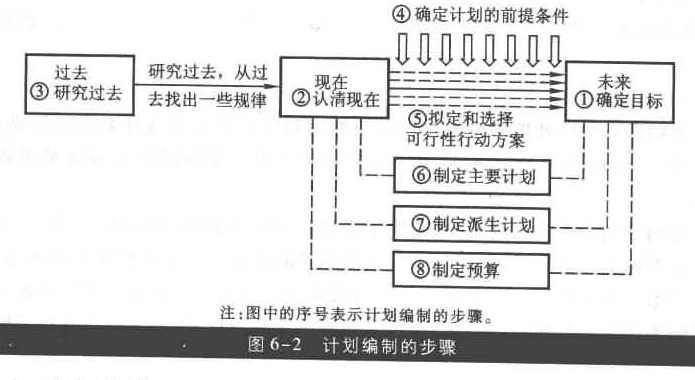 ④确定计划的前提条件
过去
③研究过去
研究过去，从过
去找出一些规律
现在
②认清现在
未来
①确定目标
⑤拟定和选择
可行性行动方案
⑥制定主要计划
⑦制定派生计划
⑧制定预算
注:图中的序号表示计划编制的步骤。
图6-2 计划编制的步骤